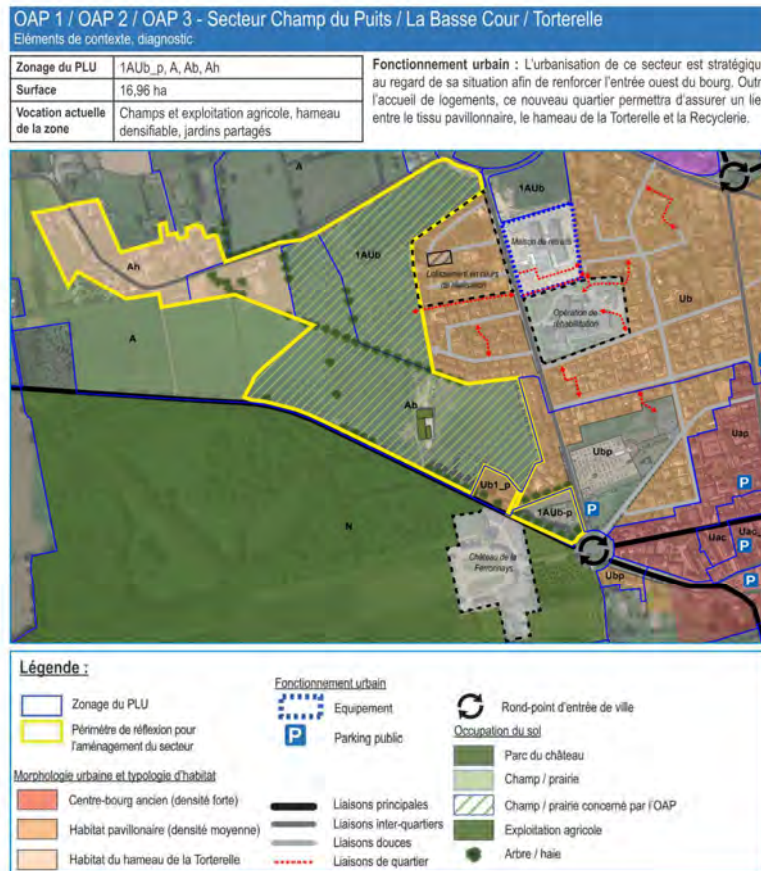 OAP 1 / OAP 2 / OAP 3 - Secteur Champ du Puits / La Basse Cour / Torterelle
Eléments de contexte, diagnostic
Zonage du PLU 1AUb_p, A, Ab, Ah
Surface 16,96 ha
Vocation actuelle de la zone Champs et exploitation agricole, hameau densifiable, jardins partagés
Fonctionnement urbain : L'urbanisation de ce secteur est stratégiqu
au regard de sa situation afin de renforcer l'entrée ouest du bourg. Outr
l'accueil de logements, ce nouveau quartier permettra d'assurer un lie
entre le tissu pavillonnaire, le hameau de la Torterelle et la Recyclerie.
A
1AUb
1AUb
Maison de retraite
Ah
Lotissement en cours
de réalisation
Ub
Opération de
réhabilitation
A
Ab
Uap
Ubp
Ub1_p
P
1AUb-p
P
N
Uac
Uac
P
Château de la
Ferronnays
Ubp
P
Légende :
Zonage du PLU
Périmètre de réflexion pour
l'aménagement du secteur
Morphologie urbaine et typologie d'habitat
Centre-bourg ancien (densité forte)
Habitat pavillonaire (densité moyenne)
Habitat du hameau de la Torterelle
Fonctionnement urbain
Equipement
P Parking public
Liaisons principales
Liaisons inter-quartiers
Liaisons douces
Liaisons de quartier
Rond-point d'entrée de ville
Occupation du sol
Parc du château
Champ / prairie
Champ / prairie concerné par l'OAP
Exploitation agricole
Arbre / haie